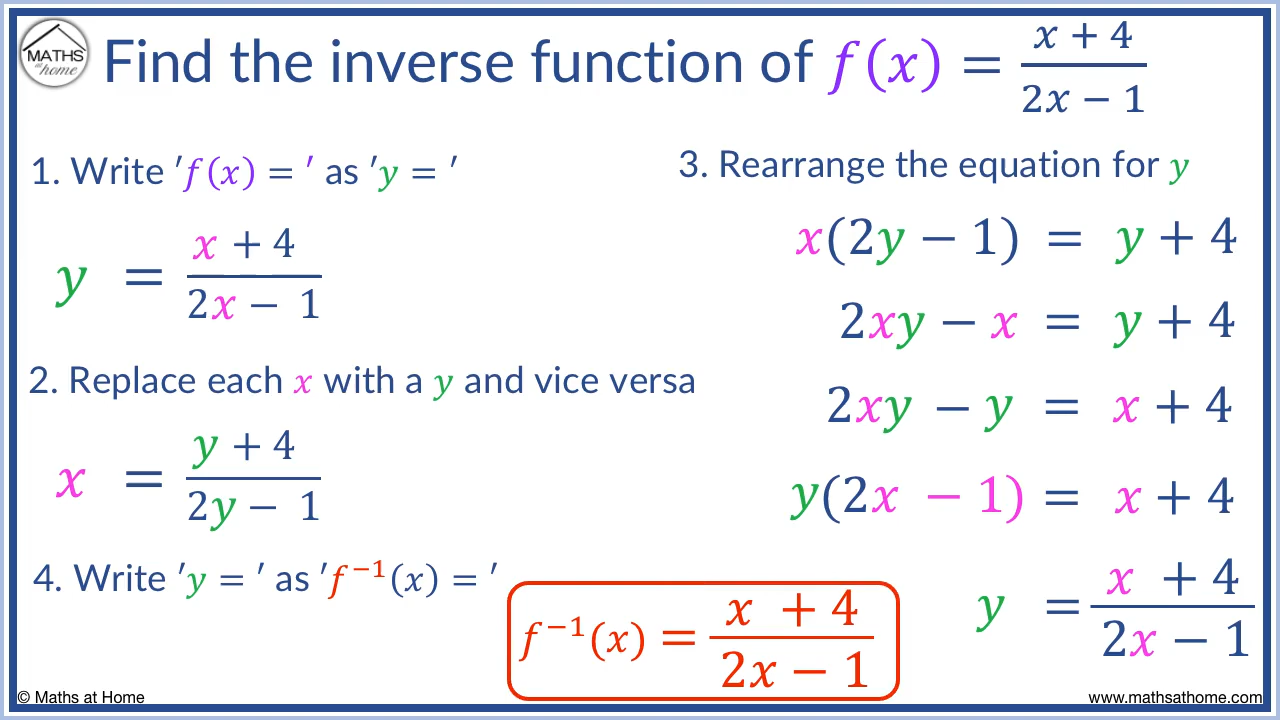 MATHS
at home
Find the inverse function of f(x) = (x + 4)/(2x − 1)
1. Write 'f(x) = ' as 'y = '
y = (x + 4)/(2x − 1)
2. Replace each x with a y and vice versa
x = (y + 4)/(2y − 1)
3. Rearrange the equation for y
x(2y − 1) = y + 4
2xy − x = y + 4
2xy − y = x + 4
y(2x − 1) = x + 4
y = (x + 4)/(2x − 1)
4. Write 'y = ' as 'f⁻¹(x) = '
f⁻¹(x) = (x + 4)/(2x − 1)
© Maths at Home
www.mathsathome.com